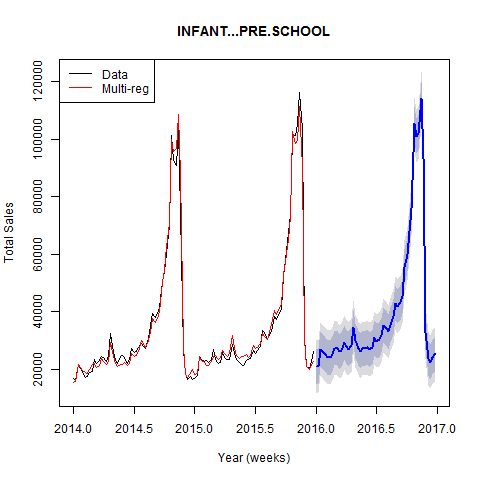 INFANT...PRE.SCHOOL
Data
Multi-reg
120000
100000
80000
60000
40000
20000
Total Sales
2014.0 2014.5 2015.0 2015.5 2016.0 2016.5 2017.0
Year (weeks)